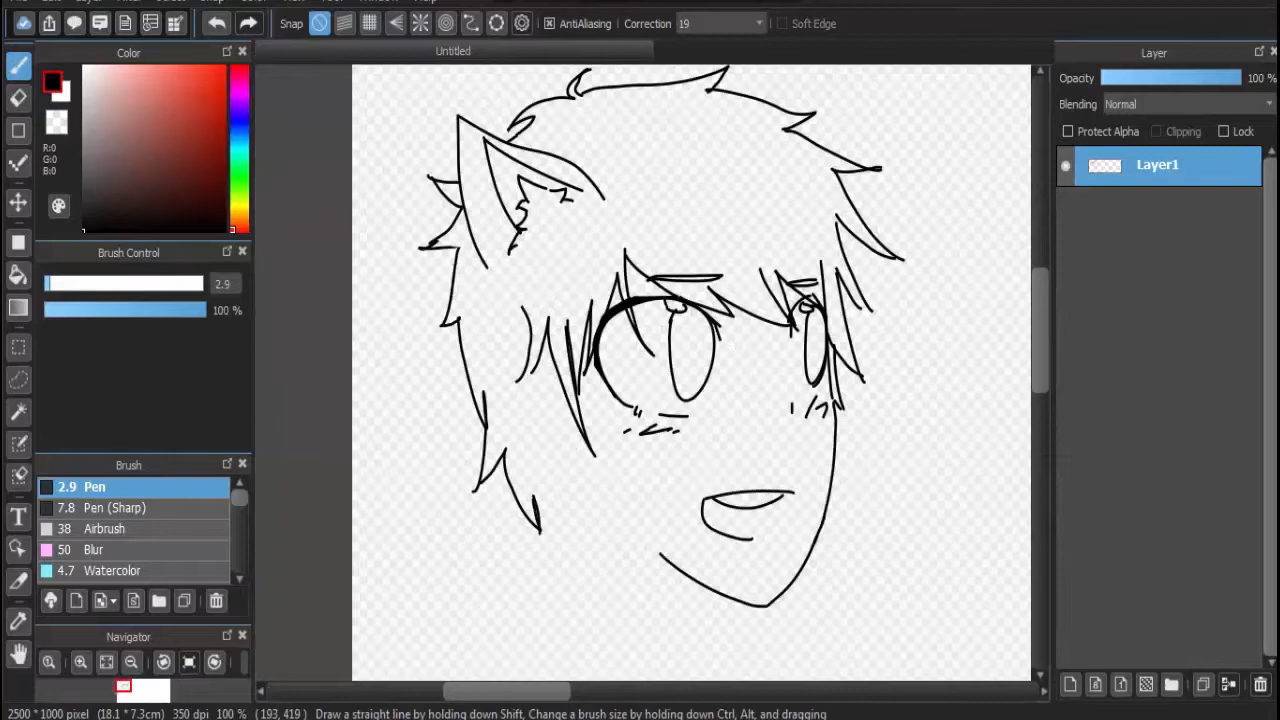 Snap
AntiAliasing
Correction
19
Soft Edge
Color
Untitled
Layer
R:0
G:0
B:0
Opacity
100 %
Blending
Normal
Protect Alpha
Clipping
Lock
Layer1
Brush Control
2.9
100 %
Brush
2.9 Pen
7.8 Pen (Sharp)
38 Airbrush
50 Blur
4.7 Watercolor
Navigator
2500 * 1000 pixel (18.1 * 7.3cm) 350 dpi 100 % ( 193, 419 ) Draw a straight line by holding down Shift, Change a brush size by holding down Ctrl, Alt, and dragging